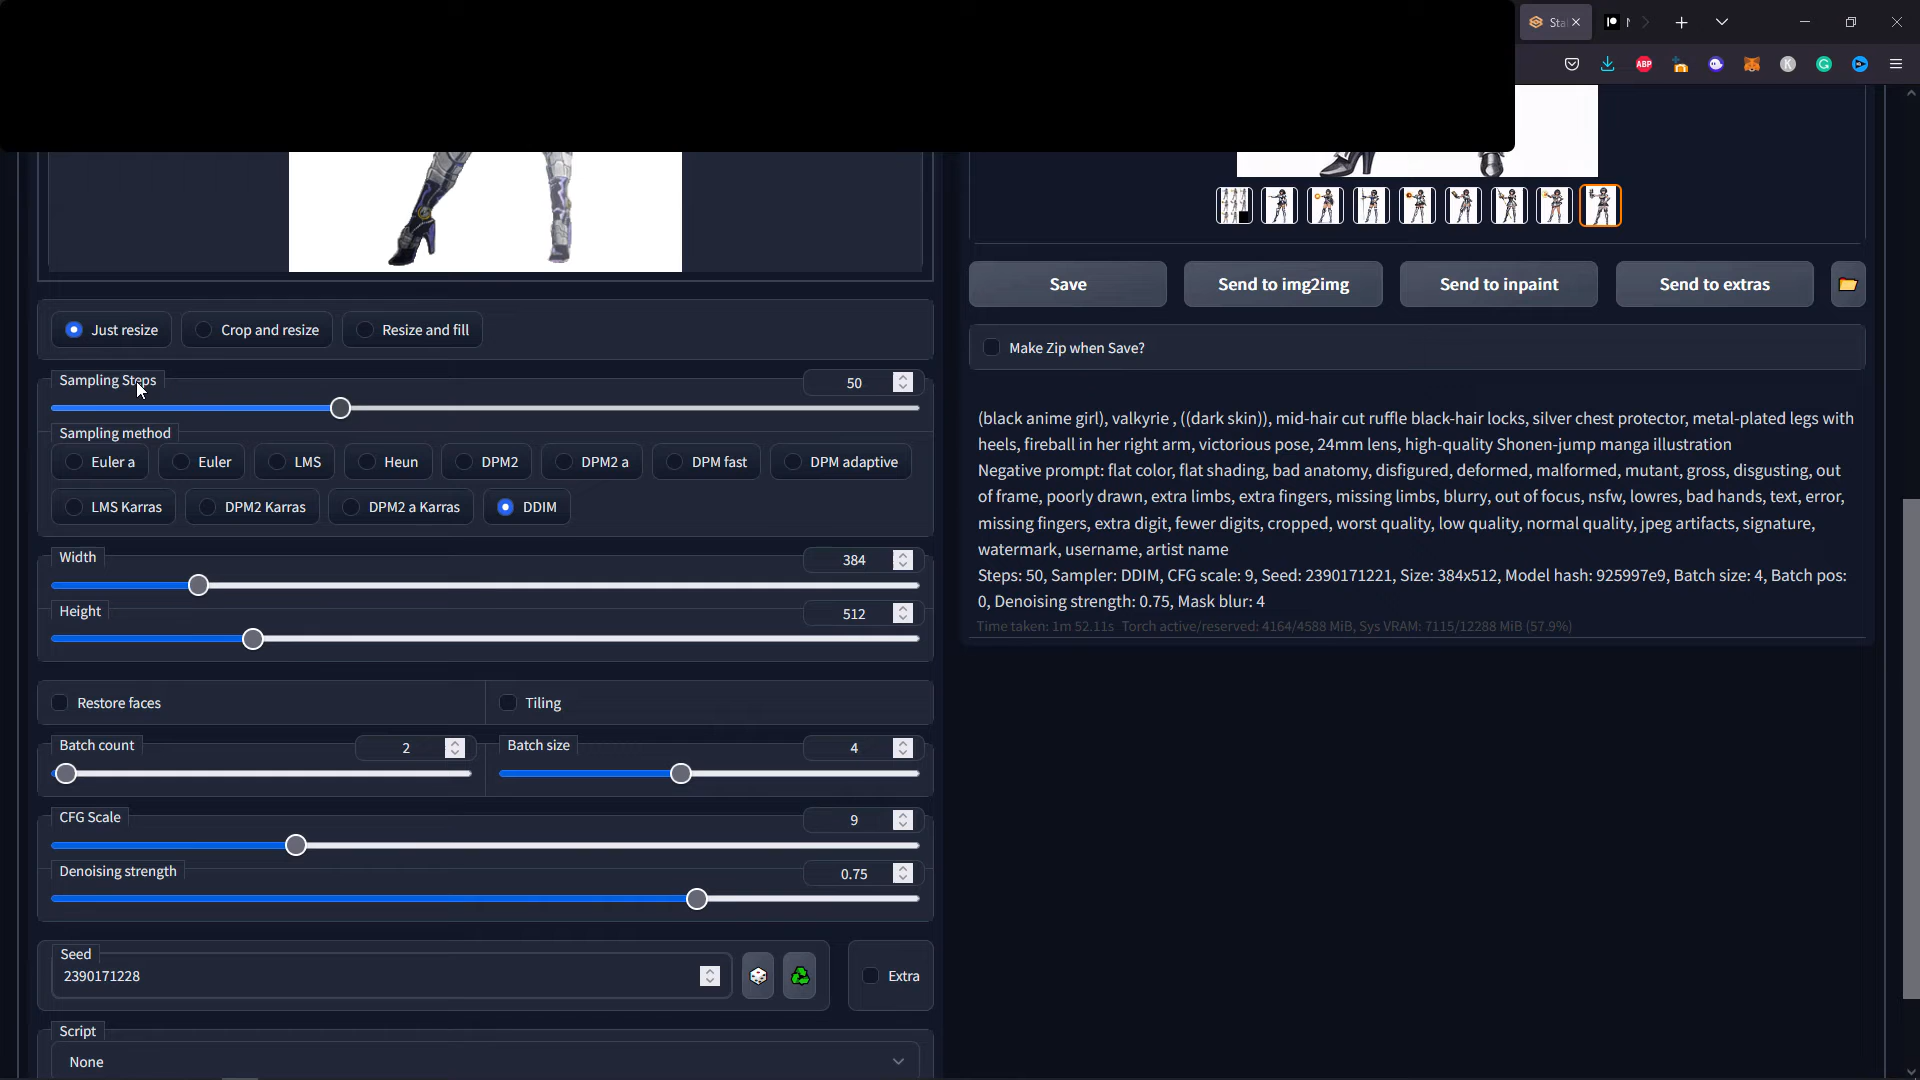 Sta
ABP
K
G
Save
Send to img2img
Send to inpaint
Send to extras
Just resize
Crop and resize
Resize and fill
Make Zip when Save?
Sampling Steps
50
Sampling method
Euler a
Euler
LMS
Heun
DPM2
DPM2 a
DPM fast
DPM adaptive
LMS Karras
DPM2 Karras
DPM2 a Karras
DDIM
(black anime girl), valkyrie , ((dark skin)), mid-hair cut ruffle black-hair locks, silver chest protector, metal-plated legs with
heels, fireball in her right arm, victorious pose, 24mm lens, high-quality Shonen-jump manga illustration
Negative prompt: flat color, flat shading, bad anatomy, disfigured, deformed, malformed, mutant, gross, disgusting, out
of frame, poorly drawn, extra limbs, extra fingers, missing limbs, blurry, out of focus, nsfw, lowres, bad hands, text, error,
missing fingers, extra digit, fewer digits, cropped, worst quality, low quality, normal quality, jpeg artifacts, signature,
watermark, username, artist name
Steps: 50, Sampler: DDIM, CFG scale: 9, Seed: 2390171221, Size: 384x512, Model hash: 925997e9, Batch size: 4, Batch pos:
0, Denoising strength: 0.75, Mask blur: 4
Time taken: 1m 52.11s Torch active/reserved: 4164/4588 MiB, Sys VRAM: 7115/12288 MiB (57.9%)
Width
384
Height
512
Restore faces
Tiling
Batch count
2
Batch size
4
CFG Scale
9
Denoising strength
0.75
Seed
2390171228
Extra
Script
None